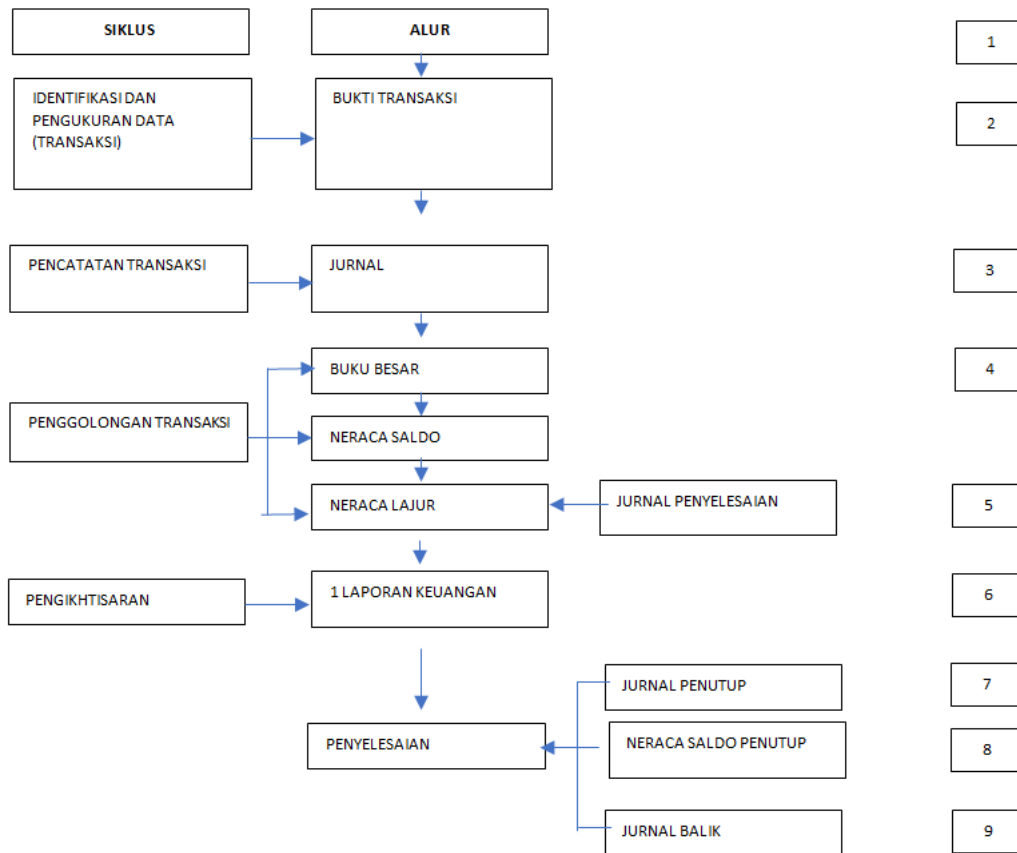 SIKLUS
ALUR
1
IDENTIFIKASI DAN
PENGUKURAN DATA
(TRANSAKSI)
BUKTI TRANSAKSI
2
PENCATATAN TRANSAKSI
JURNAL
3
BUKU BESAR
4
PENGGOLONGAN TRANSAKSI
NERACA SALDO
NERACA LAJUR
JURNAL PENYELESAIAN
5
PENGIKHTISARAN
1 LAPORAN KEUANGAN
6
JURNAL PENUTUP
7
PENYELESAIAN
NERACA SALDO PENUTUP
8
JURNAL BALIK
9